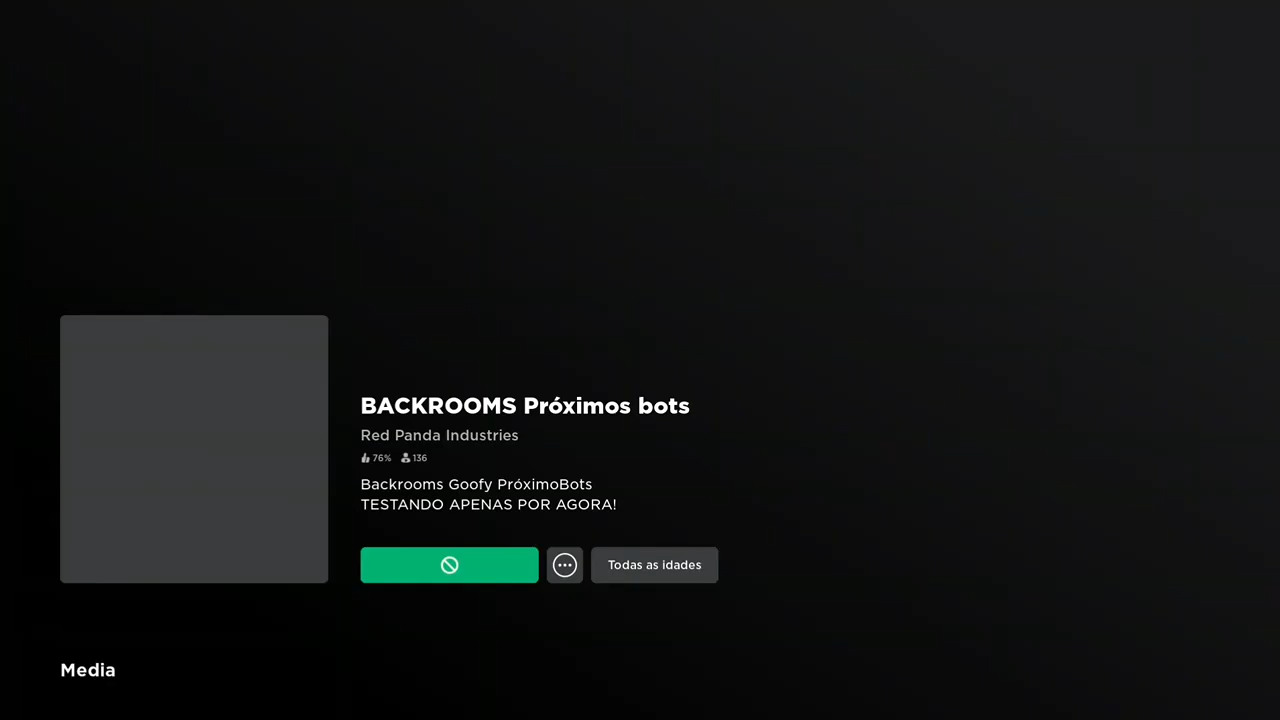 BACKROOMS Próximos bots
Red Panda Industries
76% 136
Backrooms Goofy PróximoBots
TESTANDO APENAS POR AGORA!
Todas as idades
Media